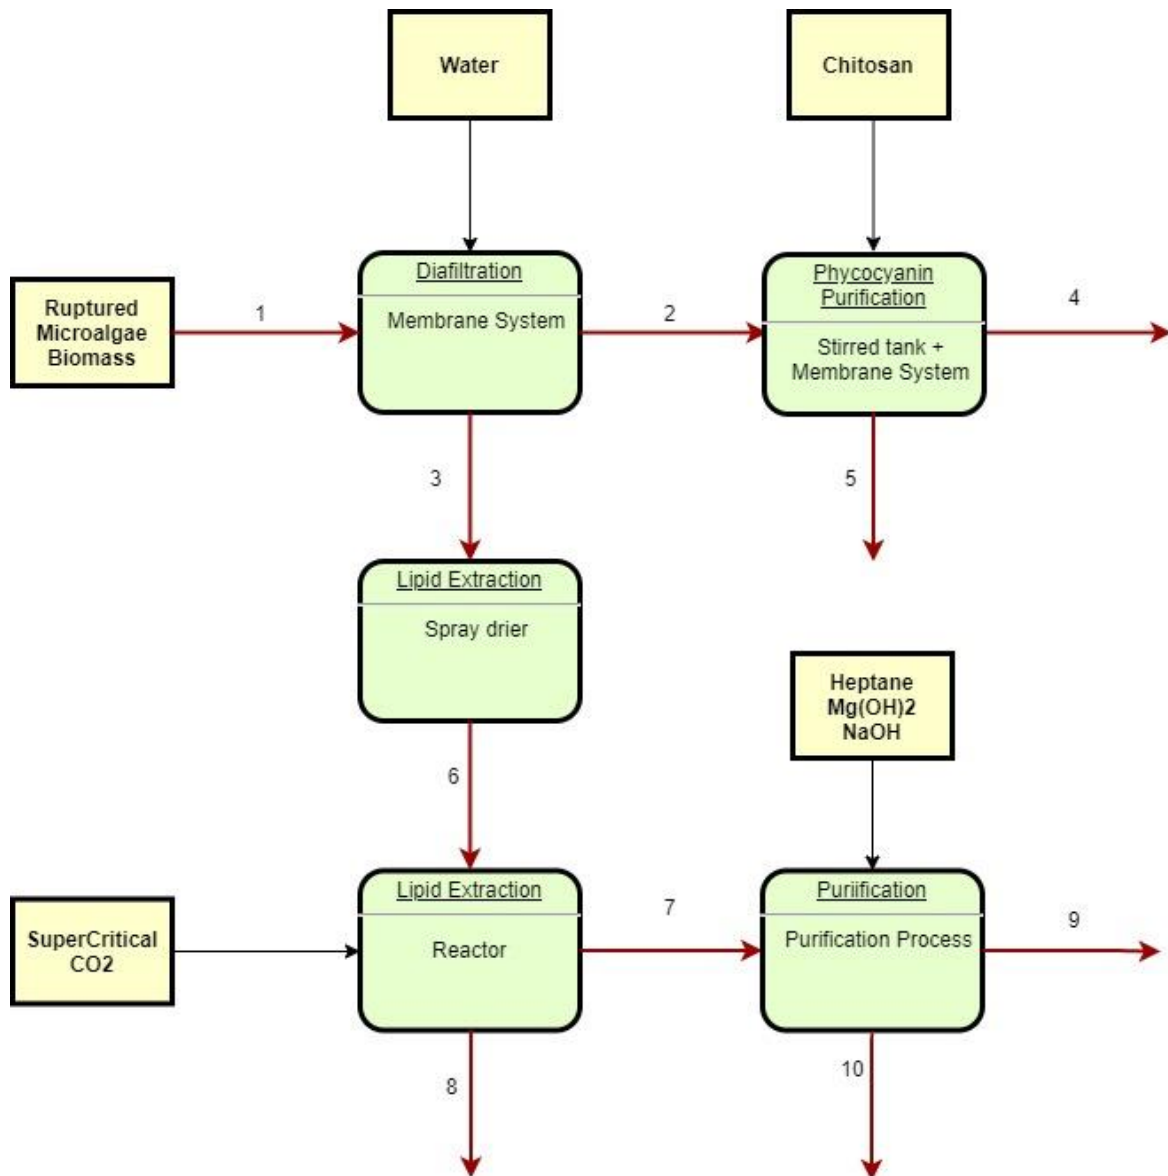 Water
Chitosan
Diafiltration
Membrane System
Phycocyanin
Purification
Stirred tank +
Membrane System
Ruptured
Microalgae
Biomass
1
2
4
3
5
Lipid Extraction
Spray drier
Heptane
Mg(OH)2
NaOH
6
Lipid Extraction
Reactor
Puriification
Purification Process
SuperCritical
CO2
7
9
8
10